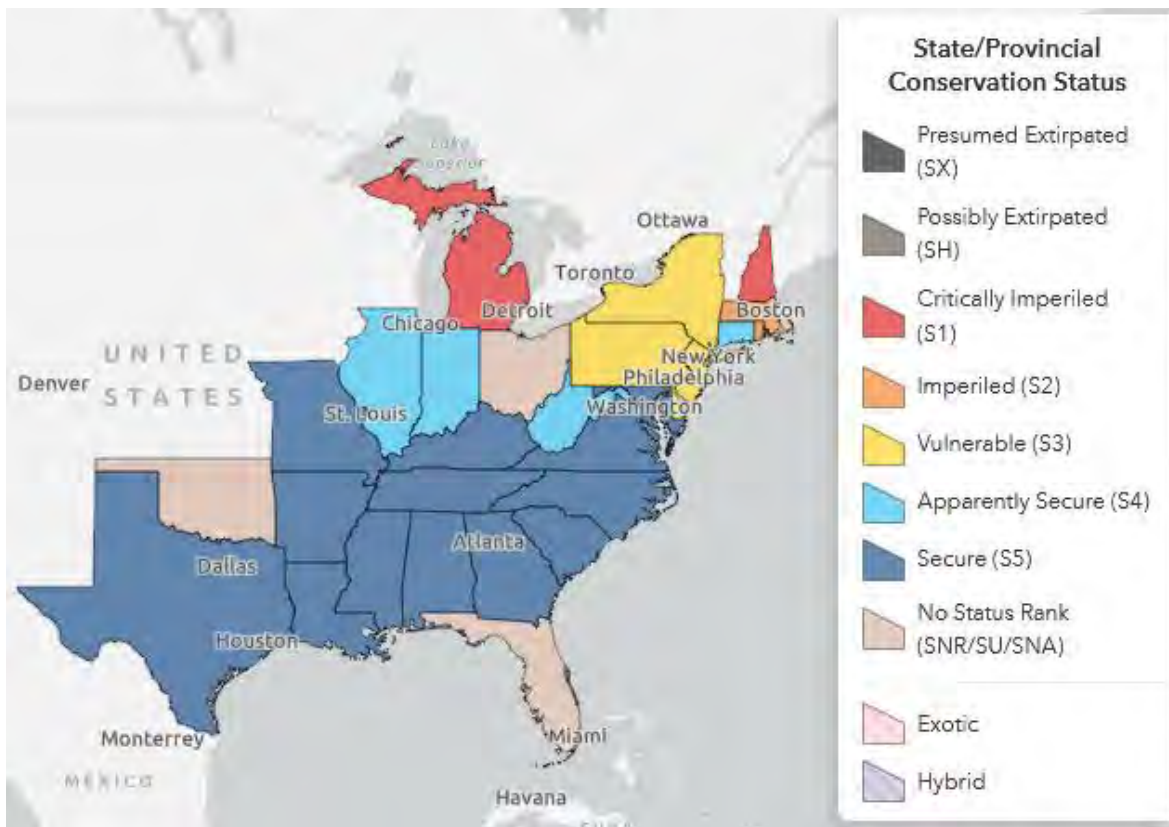 State/Provincial
Conservation Status
Presumed Extirpated
(SX)
Possibly Extirpated
(SH)
Critically Imperiled
(S1)
Imperiled (S2)
Vulnerable (S3)
Apparently Secure (S4)
Secure (S5)
No Status Rank
(SNR/SU/SNA)
Exotic
Hybrid
Lake
Ottawa
Toronto
Detroit
Boston
Chicago
UNITED
STATES
Denver
New York
Philadelphia
Washington
St. Louis
Atlanta
Dallas
Houston
Monterrey
Miami
MÉXICO
Havana